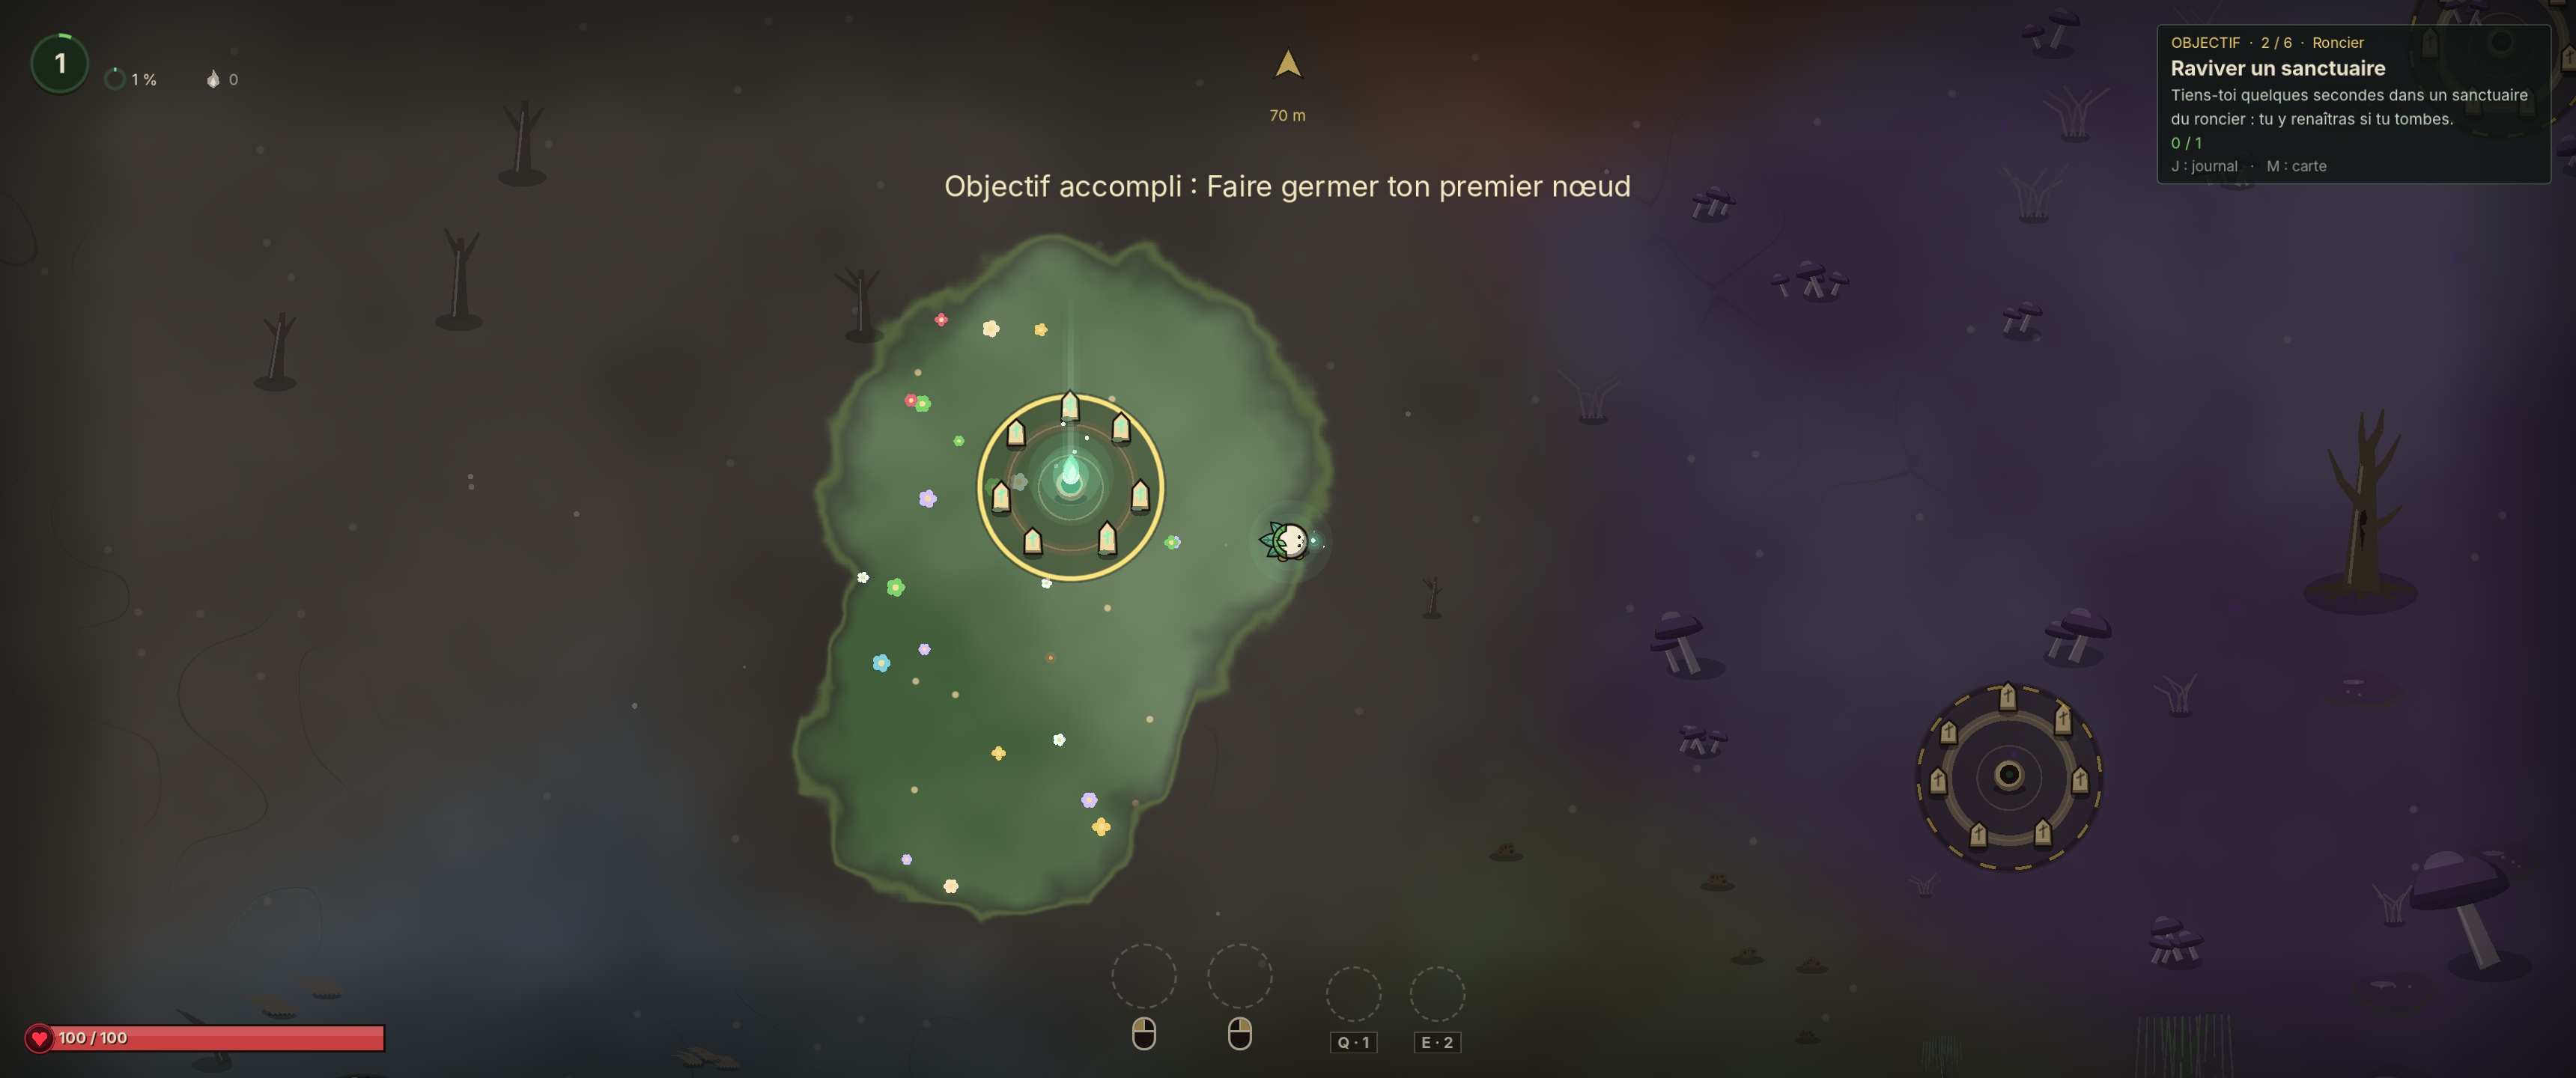 1
1 %
0
70 m
Objectif accompli : Faire germer ton premier nœud
OBJECTIF · 2 / 6 · Roncier
Raviver un sanctuaire
Tiens-toi quelques secondes dans un sanctuaire
du roncier : tu y renaîtras si tu tombes.
0 / 1
J : journal · M : carte
100 / 100
Q · 1
E · 2